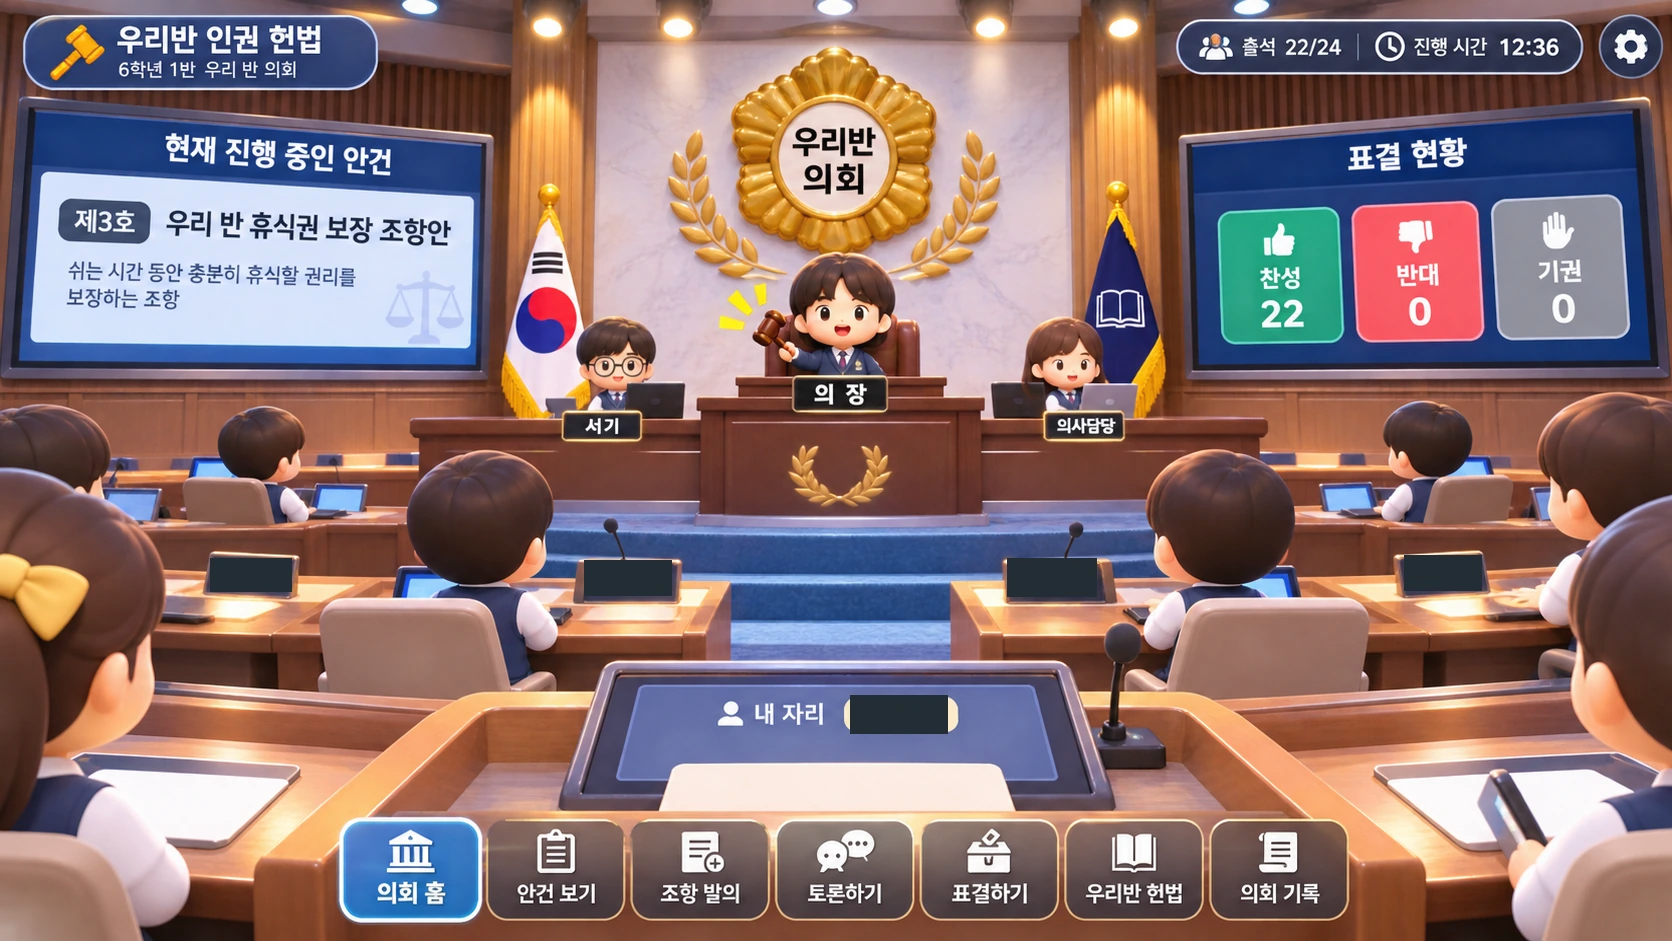 우리반 인권 헌법
6학년 1반 우리 반 의회
출석 22/24
진행 시간 12:36
현재 진행 중인 안건
제3호 우리 반 휴식권 보장 조항안
쉬는 시간 동안 충분히 휴식할 권리를
보장하는 조항
우리반
의회
표결 현황
찬성
22
반대
0
기권
0
의장
서기
의사담당
내 자리
의회 홈
안건 보기
조항 발의
토론하기
표결하기
우리반 헌법
의회 기록